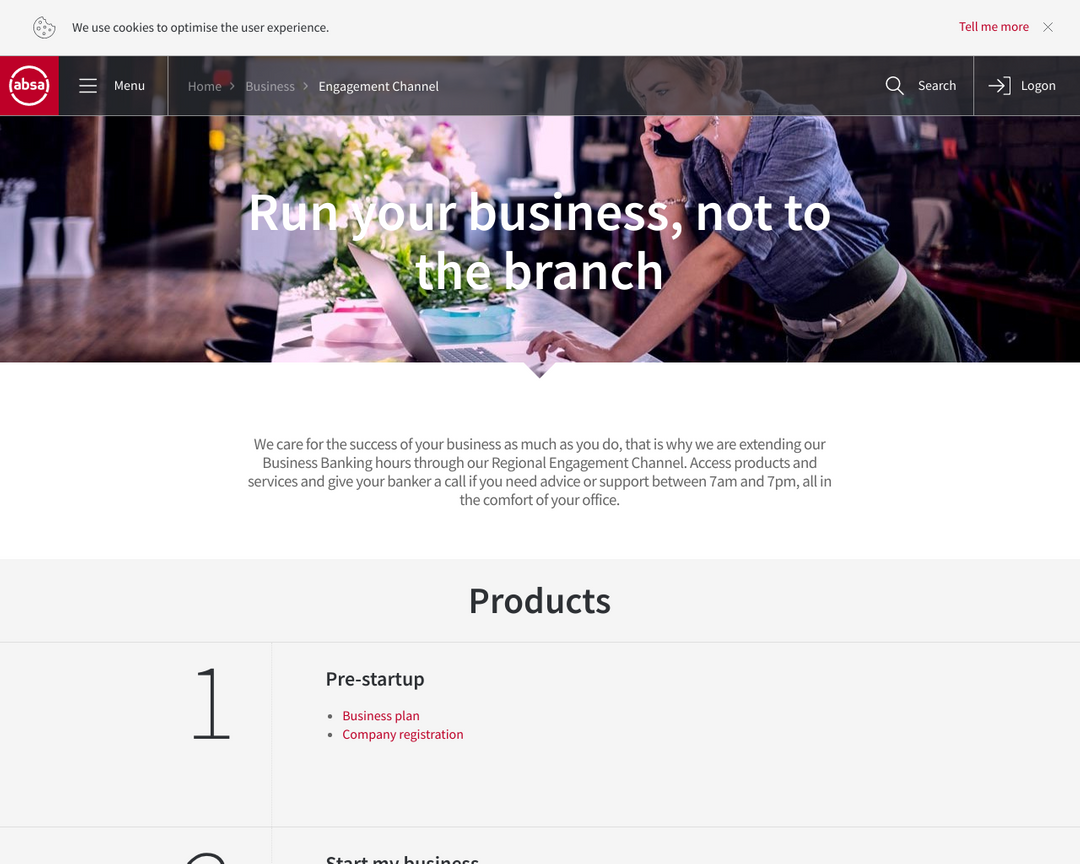 We use cookies to optimise the user experience.
Tell me more
absa
Menu
Home
Business
Engagement Channel
Search
Logon
Run your business, not to
the branch
We care for the success of your business as much as you do, that is why we are extending our
Business Banking hours through our Regional Engagement Channel. Access products and
services and give your banker a call if you need advice or support between 7am and 7pm, all in
the comfort of your office.
Products
1
Pre-startup
Business plan
Company registration
Start my business